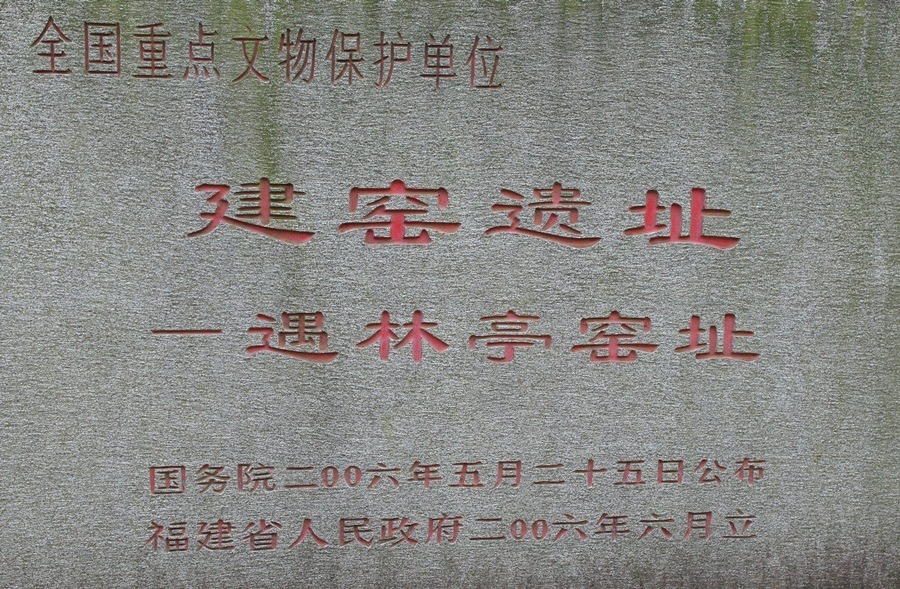 全国重点文物保护单位
建窑遗址
—遇林亭窑址
国务院二00六年五月二十五日公布
福建省人民政府二00六年六月立